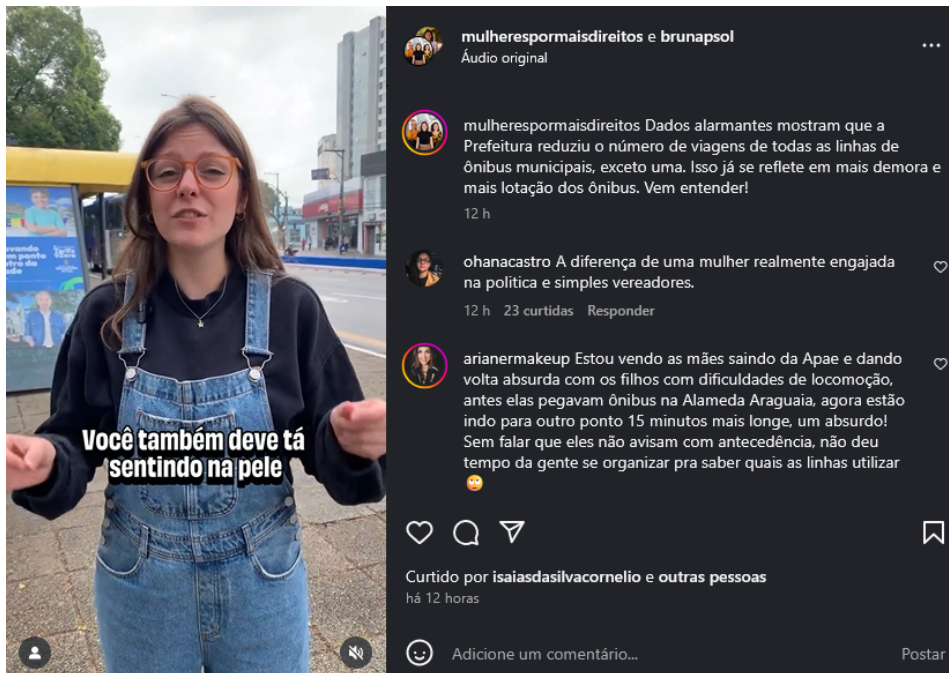 mulherespormaisdireitos e brunapsol
Áudio original
mulherespormaisdireitos Dados alarmantes mostram que a
Prefeitura reduziu o número de viagens de todas as linhas de
ônibus municipais, exceto uma. Isso já se reflete em mais demora e
mais lotação dos ônibus. Vem entender!
12 h
ohanacastro A diferença de uma mulher realmente engajada
na politica e simples vereadores.
12 h 23 curtidas Responder
arianermakeup Estou vendo as mães saindo da Apae e dando
volta absurda com os filhos com dificuldades de locomoção,
antes elas pegavam ônibus na Alameda Araguaia, agora estão
indo para outro ponto 15 minutos mais longe, um absurdo!
Sem falar que eles não avisam com antecedência, não deu
tempo da gente se organizar pra saber quais as linhas utilizar
🙄
Você também deve tá
sentindo na pele
Curtido por isaiasdasilvacornelio e outras pessoas
há 12 horas
Adicione um comentário...
Postar